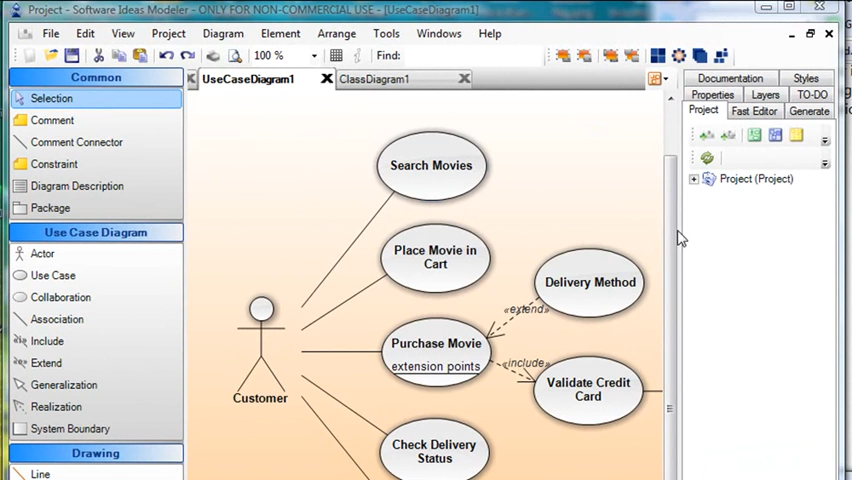 Project - Software Ideas Modeler - ONLY FOR NON-COMMERCIAL USE - [UseCaseDiagram1]
File Edit View Project Diagram Element Arrange Tools Windows Help
100 % Find:
Common
Selection
Comment
Comment Connector
Constraint
Diagram Description
Package
Use Case Diagram
Actor
Use Case
Collaboration
Association
Include
Extend
Generalization
Realization
System Boundary
Drawing
Line
UseCaseDiagram1 ClassDiagram1
Search Movies
Place Movie in
Cart
Delivery Method
«extend»
Purchase Movie
extension points
«include»
Validate Credit
Card
Customer
Check Delivery
Status
Documentation Styles
Properties Layers TO-DO
Project Fast Editor Generate
Project (Project)